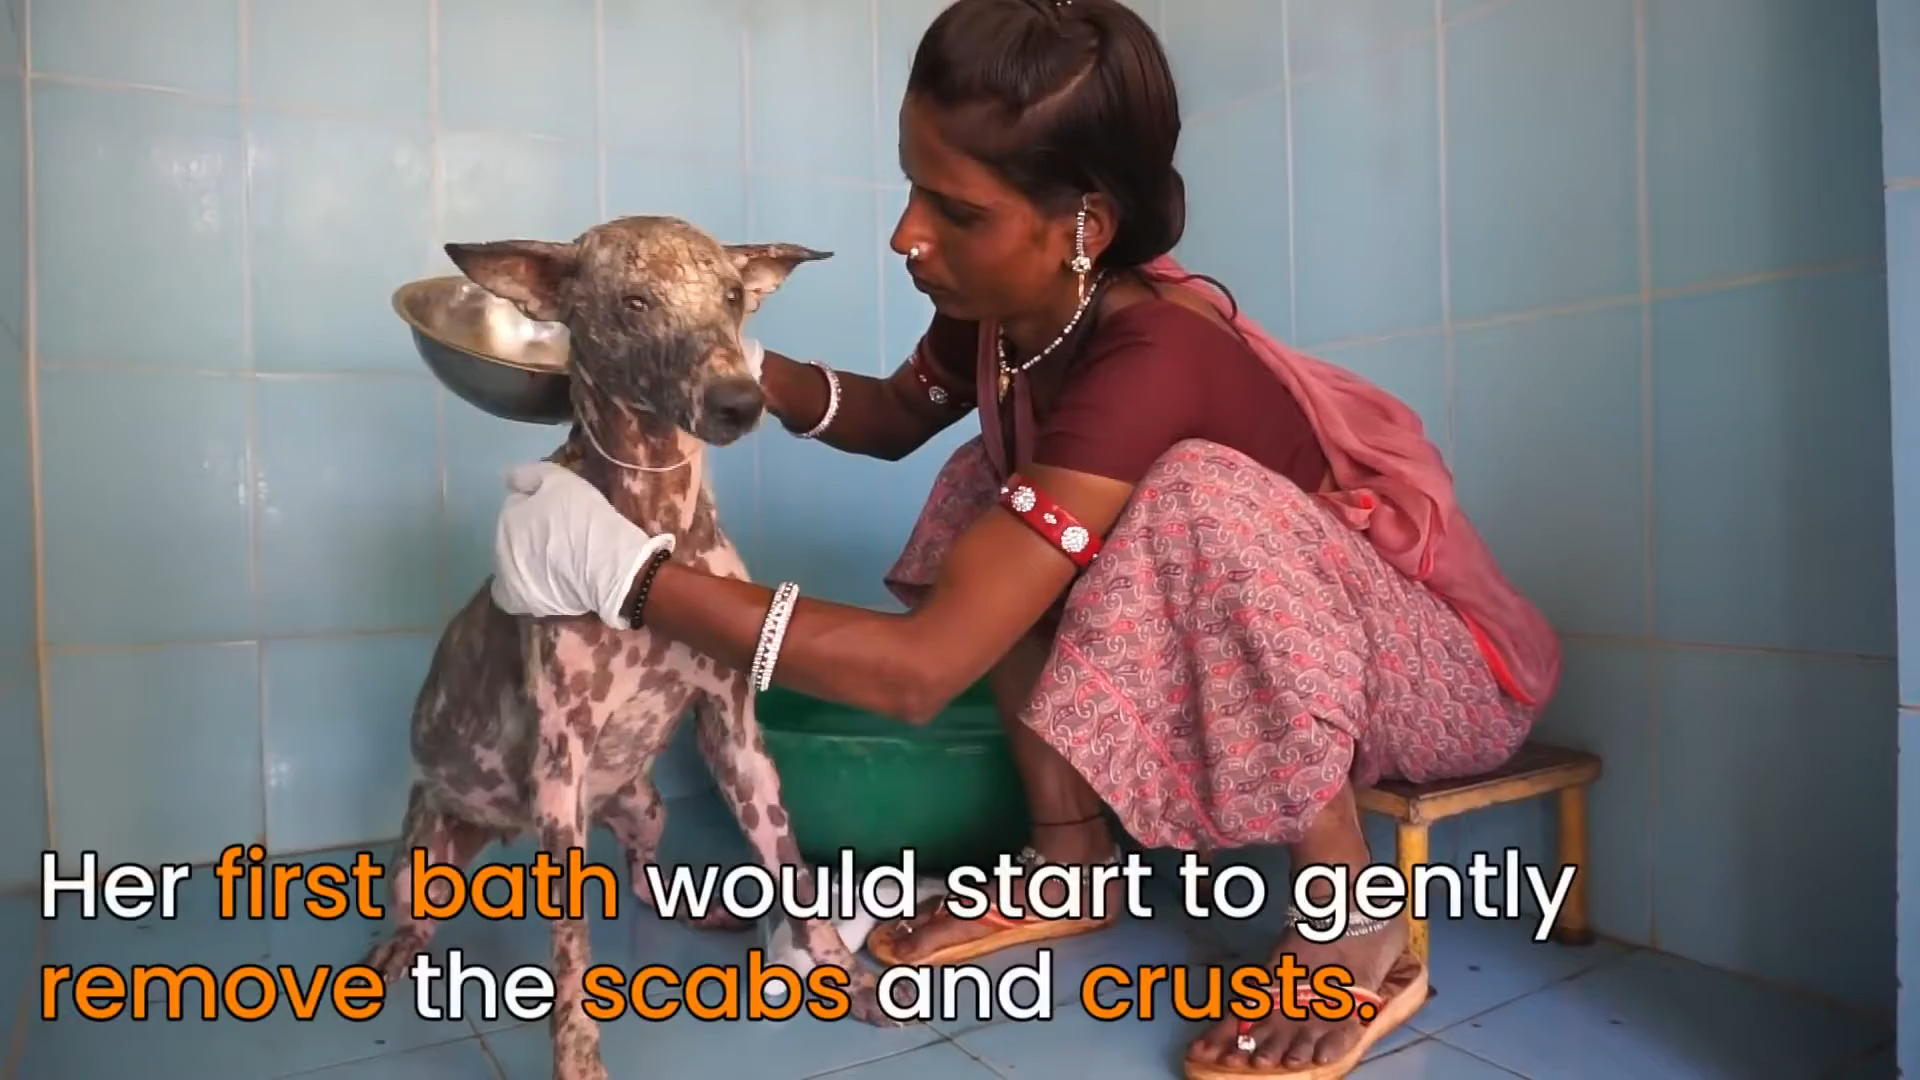 Her first bath would start to gently
remove the scabs and crusts.